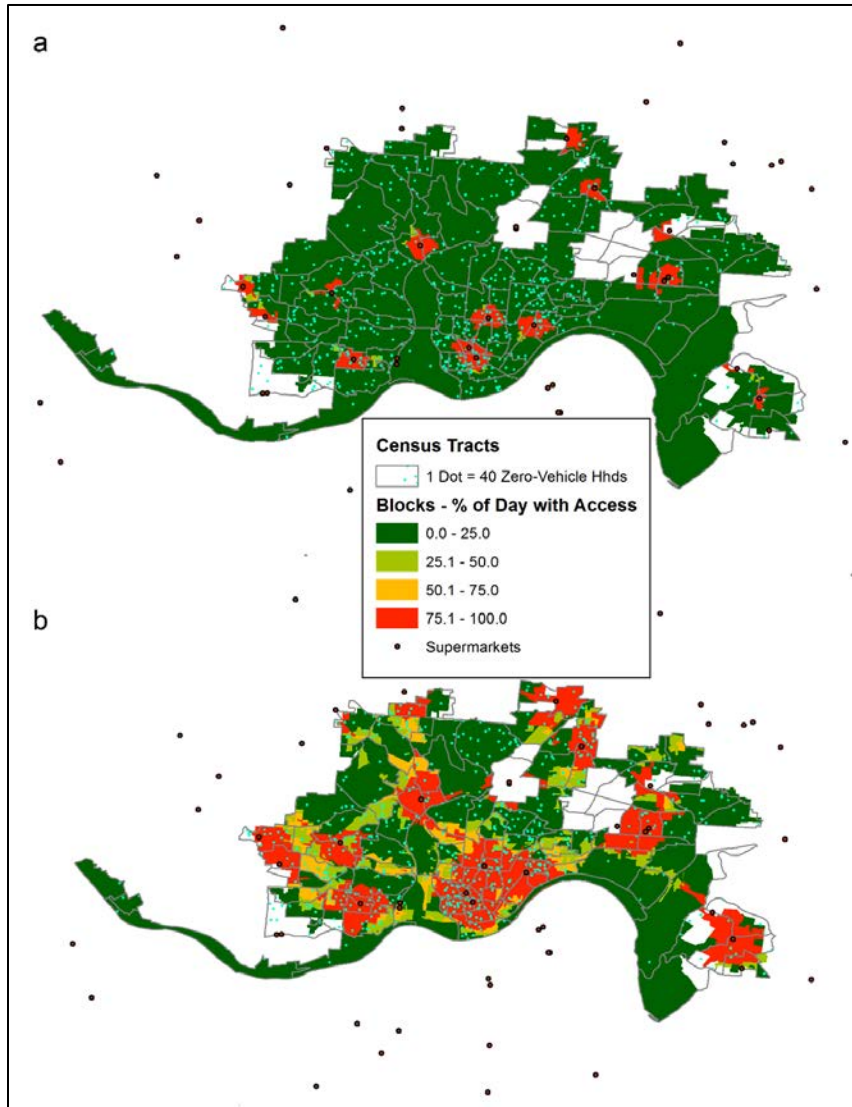 a
Census Tracts
1 Dot = 40 Zero-Vehicle Hhds
Blocks - % of Day with Access
0.0 - 25.0
25.1 - 50.0
50.1 - 75.0
75.1 - 100.0
Supermarkets
b